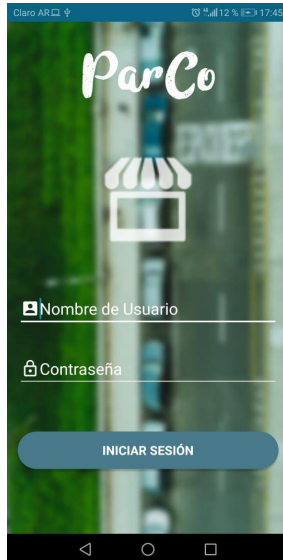 Claro AR 12 % 17:45
ParCo
Nombre de Usuario
Contraseña
INICIAR SESIÓN